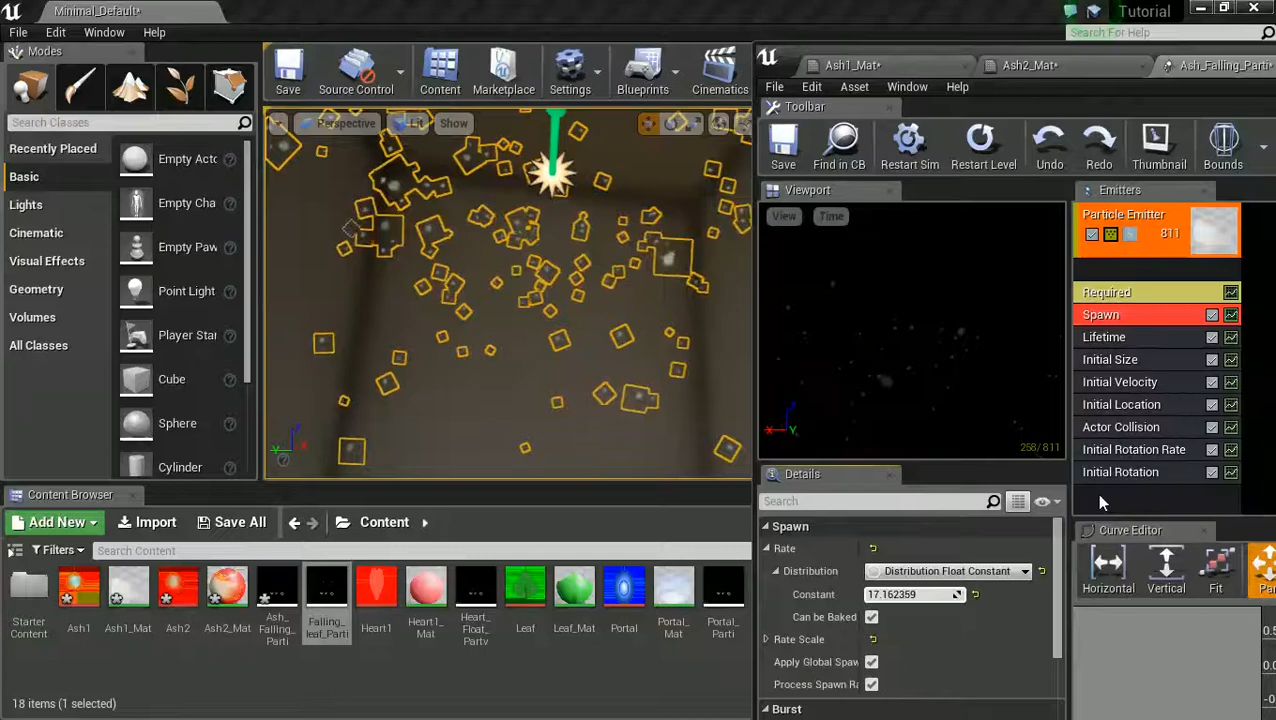 Minimal_Default*
Tutorial
File Edit Window Help
Search For Help
Modes
Save Source Control Content Marketplace Settings Blueprints Cinematics
Search Classes
Recently Placed
Basic
Lights
Cinematic
Visual Effects
Geometry
Volumes
All Classes
Empty Acto
Empty Cha
Empty Paw
Point Light
Player Star
Cube
Sphere
Cylinder
Perspective Lit Show
Ash1_Mat* Ash2_Mat* Ash_Falling_Parti*
File Edit Asset Window Help
Toolbar
Save Find in CB Restart Sim Restart Level Undo Redo Thumbnail Bounds
Viewport
View Time
258/811
Emitters
Particle Emitter
811
Required
Spawn
Lifetime
Initial Size
Initial Velocity
Initial Location
Actor Collision
Initial Rotation Rate
Initial Rotation
Details
Search
Spawn
Rate
Distribution Distribution Float Constant
Constant 17.162359
Can be Baked
Rate Scale
Apply Global Spaw
Process Spawn Ra
Burst
Curve Editor
Horizontal Vertical Fit Pan
0.5
0.0
Content Browser
Add New Import Save All Content
Filters Search Content
Starter Content
Ash1
Ash1_Mat
Ash2
Ash2_Mat
Ash_Falling_Parti
Falling_leaf_Parti
Heart1
Heart1_Mat
Heart_Float_Party
Leaf
Leaf_Mat
Portal
Portal_Mat
Portal_Parti
18 items (1 selected)